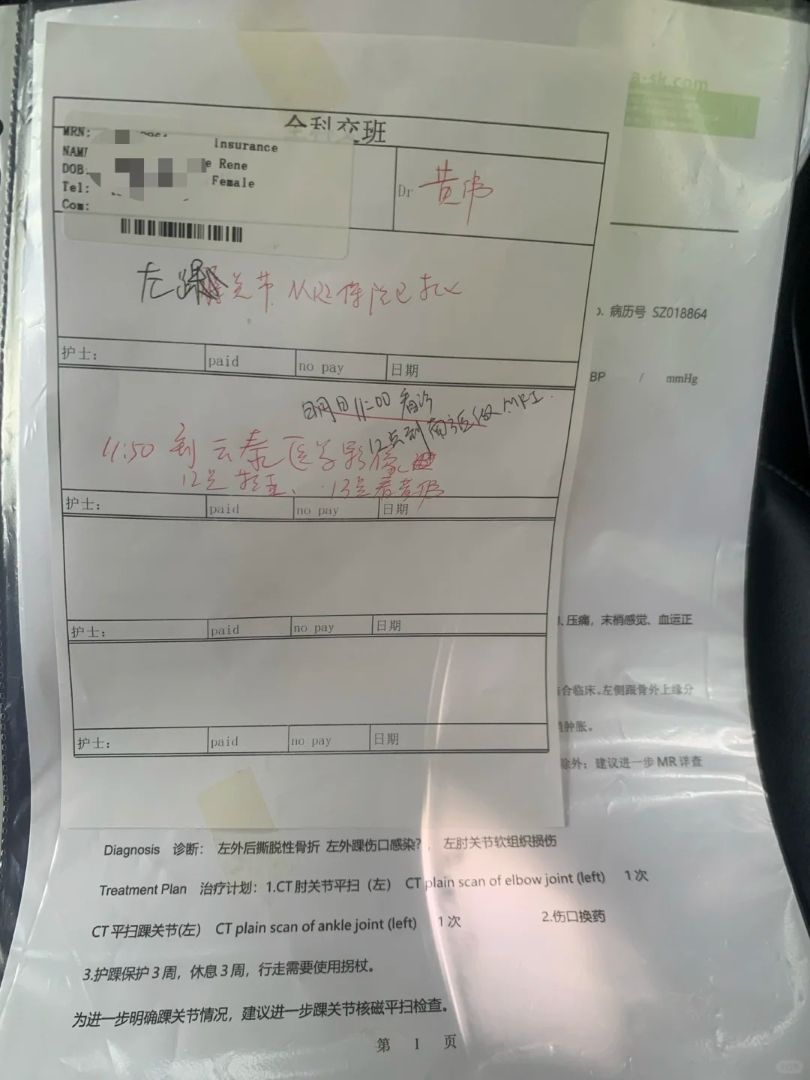 a-sk.com
全科交班
MRN:
Insurance
NAM
e Rene
DOB
Female
Tel:
Com:
Dr 黄伟
病历号 SZ018864
左踝关节 MRI 保险已
护士: paid no pay 日期
BP / mmHg
明日11:00看诊
12点到 做MRI.
11:50 到云泰医学影像
12点 、13点看黄伟
护士: paid no pay 日期
压痛，末梢感觉、血运正
护士: paid no pay 日期
合临床。左侧跟骨外上缘分
肿胀。
护士: paid no pay 日期
除外；建议进一步 MR 详查
Diagnosis 诊断： 左外后撕脱性骨折 左外踝伤口感染？， 左肘关节软组织损伤
Treatment Plan 治疗计划：1.CT 肘关节平扫（左） CT plain scan of elbow joint (left) 1 次
CT 平扫踝关节(左) CT plain scan of ankle joint (left) 1 次 2.伤口换药
3.护踝保护 3 周，休息 3 周，行走需要使用拐杖。
为进一步明确踝关节情况，建议进一步踝关节核磁平扫检查。
第 1 页